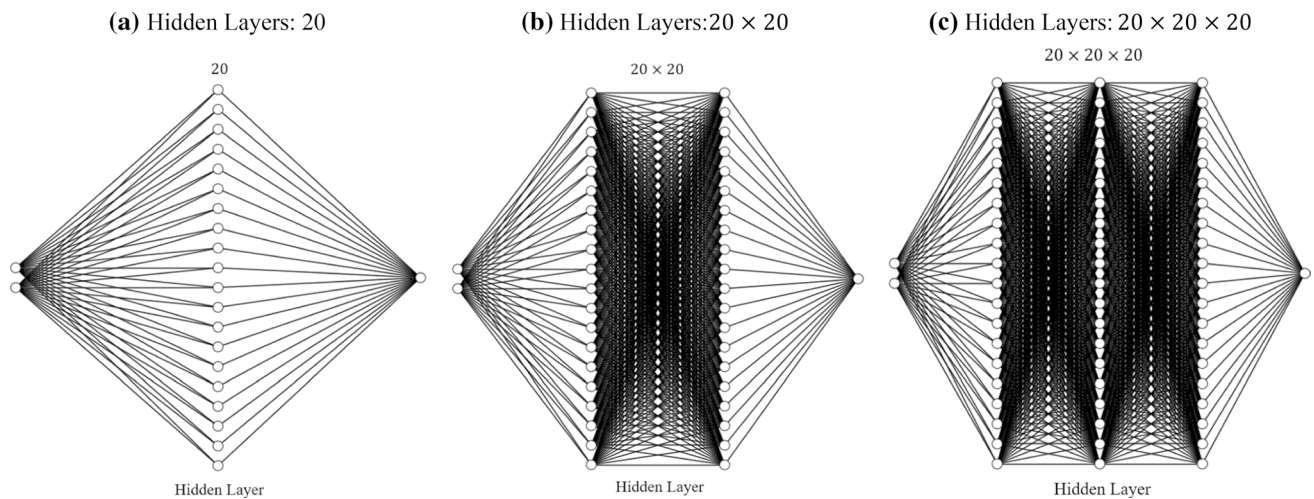 (a) Hidden Layers: 20
20
Hidden Layer
(b) Hidden Layers:20 × 20
20 × 20
Hidden Layer
(c) Hidden Layers: 20 × 20 × 20
20 × 20 × 20
Hidden Layer